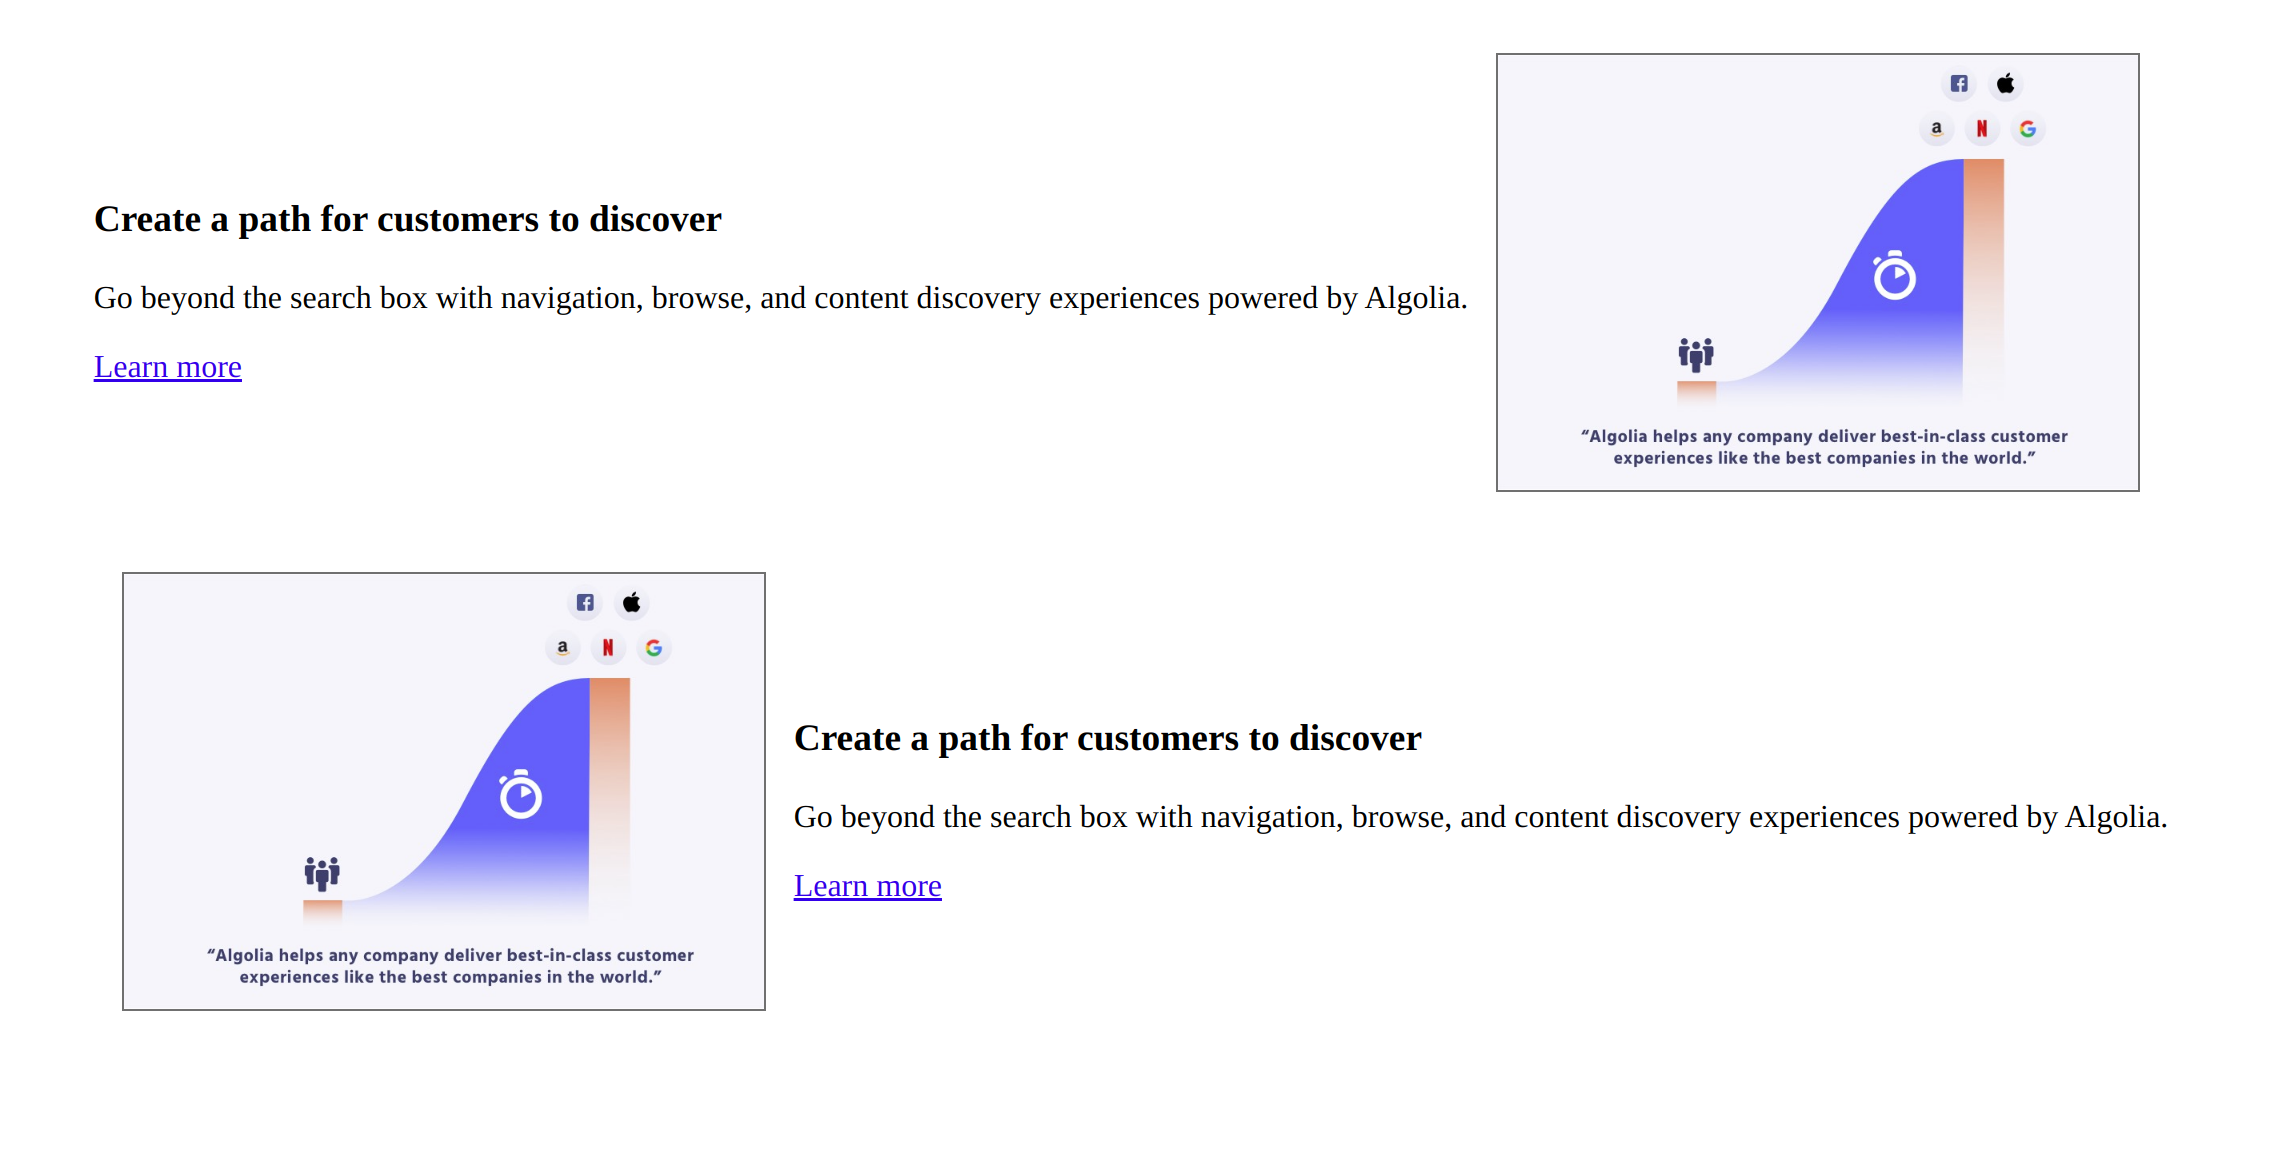 Create a path for customers to discover
Go beyond the search box with navigation, browse, and content discovery experiences powered by Algolia.
Learn more
a N G
“Algolia helps any company deliver best-in-class customer
experiences like the best companies in the world.”
a N G
“Algolia helps any company deliver best-in-class customer
experiences like the best companies in the world.”
Create a path for customers to discover
Go beyond the search box with navigation, browse, and content discovery experiences powered by Algolia.
Learn more